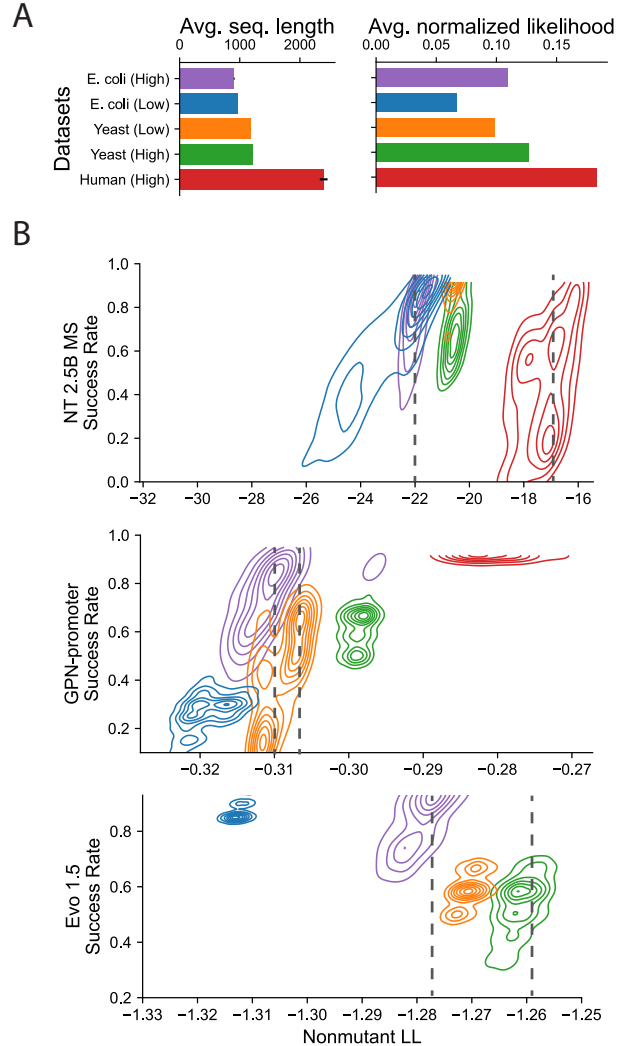 A
Avg. seq. length
Avg. normalized likelihood
0 1000 2000
0.00 0.05 0.10 0.15
Datasets
E. coli (High)
E. coli (Low)
Yeast (Low)
Yeast (High)
Human (High)
B
NT 2.5B MS
Success Rate
1.0
0.8
0.6
0.4
0.2
0.0
−32 −30 −28 −26 −24 −22 −20 −18 −16
GPN-promoter
Success Rate
1.0
0.8
0.6
0.4
0.2
−0.32 −0.31 −0.30 −0.29 −0.28 −0.27
Evo 1.5
Success Rate
0.8
0.6
0.4
0.2
−1.33 −1.31 −1.30 −1.29 −1.28 −1.27 −1.26 −1.25
Nonmutant LL